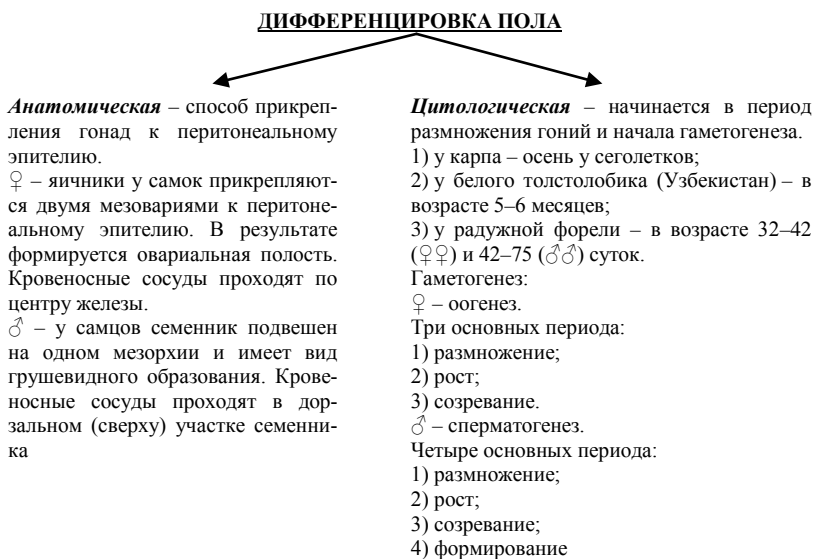 ДИФФЕРЕНЦИРОВКА ПОЛА
Анатомическая – способ прикреп-
ления гонад к перитонеальному
эпителию.
♀ – яичники у самок прикрепляют-
ся двумя мезовариями к перитоне-
альному эпителию. В результате
формируется овариальная полость.
Кровеносные сосуды проходят по
центру железы.
♂ – у самцов семенник подвешен
на одном мезорхии и имеет вид
грушевидного образования. Крове-
носные сосуды проходят в дор-
зальном (сверху) участке семенни-
ка
Цитологическая – начинается в период
размножения гоний и начала гаметогенеза.
1) у карпа – осень у сеголетков;
2) у белого толстолобика (Узбекистан) – в
возрасте 5–6 месяцев;
3) у радужной форели – в возрасте 32–42
(♀♀) и 42–75 (♂♂) суток.
Гаметогенез:
♀ – оогенез.
Три основных периода:
1) размножение;
2) рост;
3) созревание.
♂ – сперматогенез.
Четыре основных периода:
1) размножение;
2) рост;
3) созревание;
4) формирование